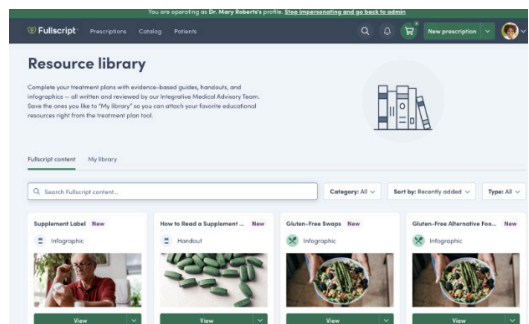 You are operating as Dr. Mary Roberts's profile. Stop impersonating and go back to admin
Fullscript Prescriptions Catalog Patients New prescription
Resource library
Complete your treatment plans with evidence-based guides, handouts, and
infographics — all written and reviewed by our Integrative Medical Advisory Team.
Save the ones you like to "My library" so you can attach your favorite educational
resources right from the treatment plan tool.
Fullscript content My library
Search Fullscript content... Category: All Sort by: Recently added Type: All
Supplement Label New How to Read a Supplement ... New Gluten-Free Swaps New Gluten-Free Alternative Foo... New
Infographic Handout Infographic Infographic
View View View View